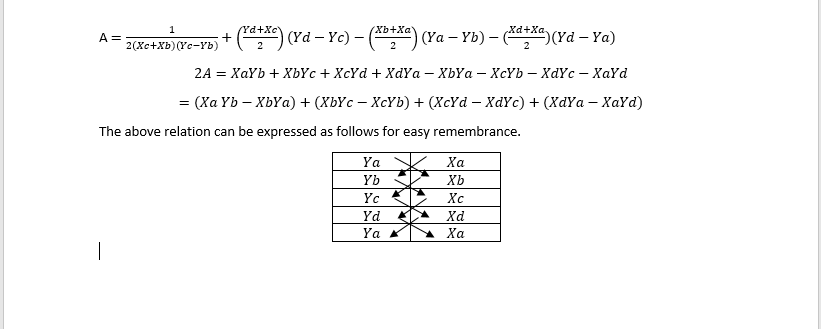 A = 1/2(Xc+Xb)(Yc−Yb) + (Yd+Xc/2) (Yd − Yc) − (Xb+Xa/2) (Ya − Yb) − (Xd+Xa/2)(Yd − Ya)
2A = XaYb + XbYc + XcYd + XdYa − XbYa − XcYb − XdYc − XaYd
= (Xa Yb − XbYa) + (XbYc − XcYb) + (XcYd − XdYc) + (XdYa − XaYd)
The above relation can be expressed as follows for easy remembrance.
Ya Xa
Yb Xb
Yc Xc
Yd Xd
Ya Xa